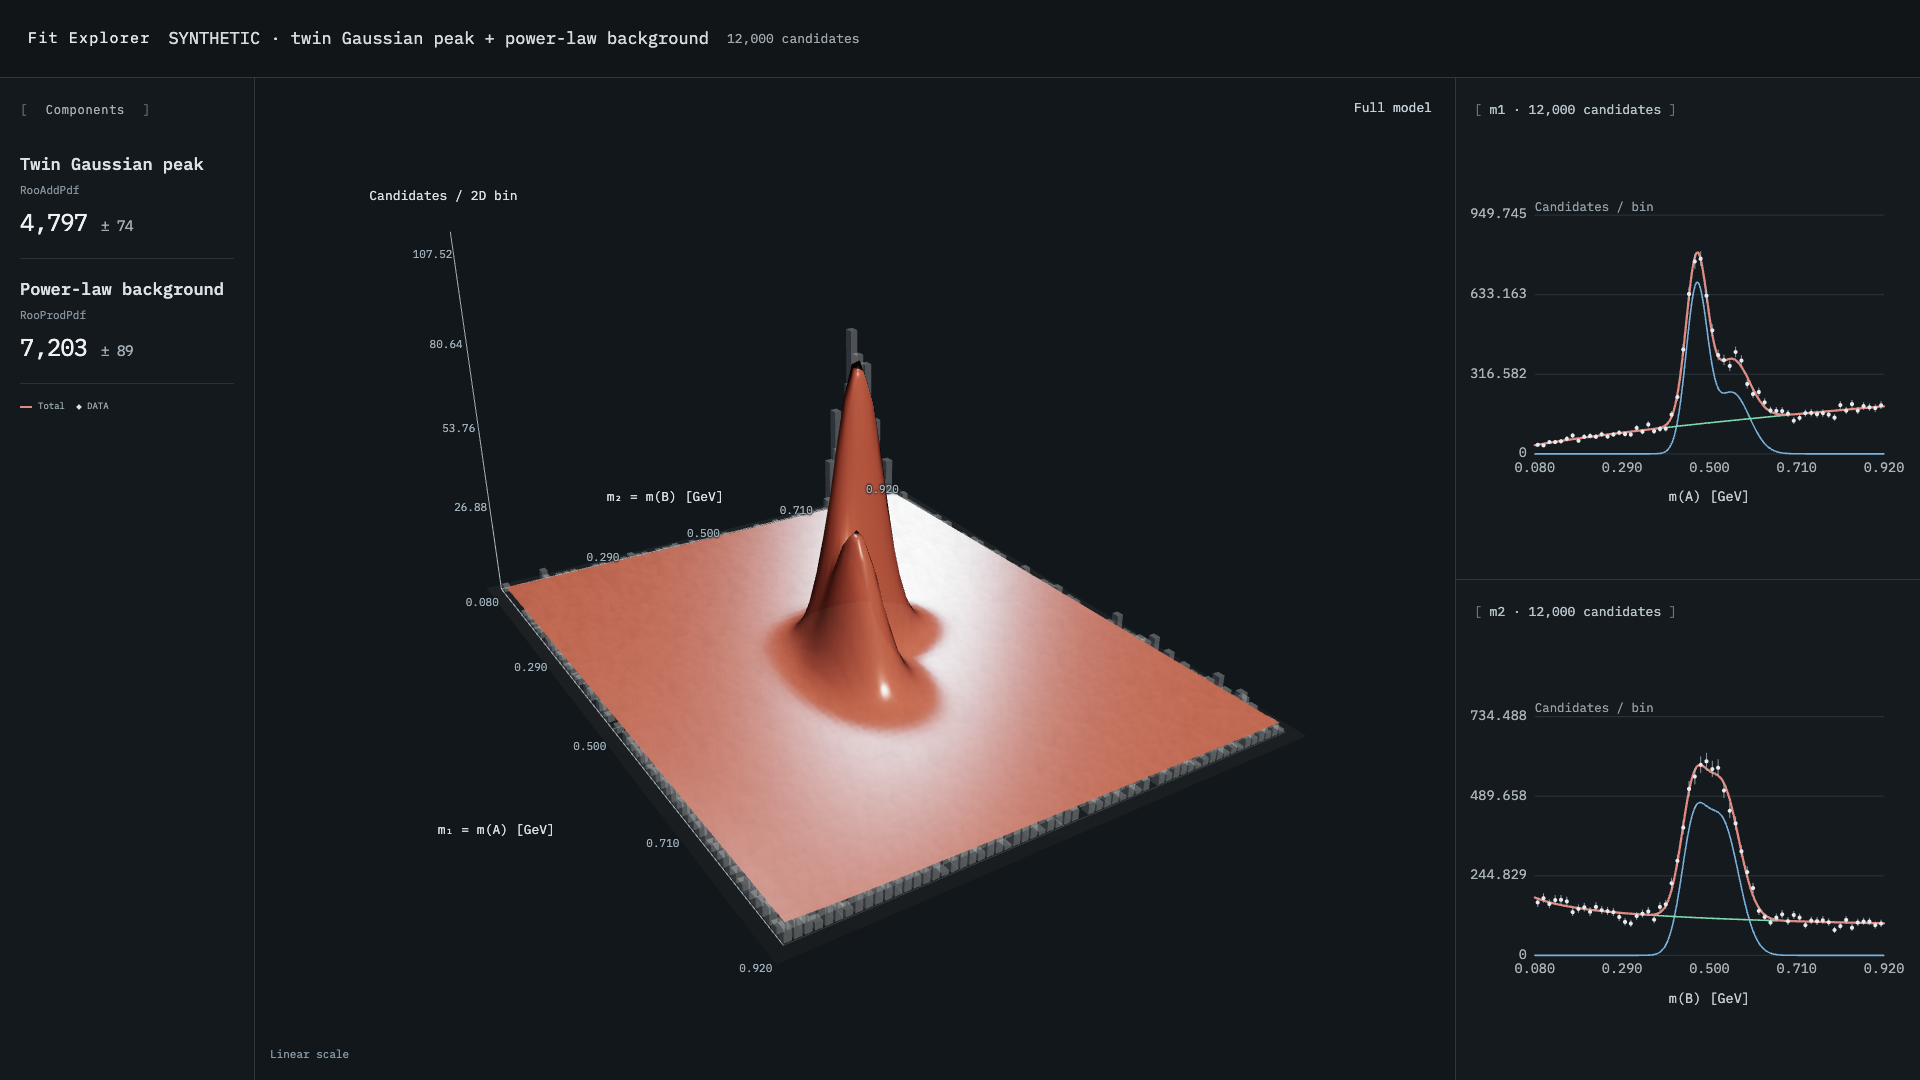 Fit Explorer SYNTHETIC · twin Gaussian peak + power-law background 12,000 candidates
[ Components ]
Twin Gaussian peak
RooAddPdf
4,797 ± 74
Power-law background
RooProdPdf
7,203 ± 89
Total DATA
Full model
Candidates / 2D bin
107.52
80.64
53.76
26.88
m₂ = m(B) [GeV]
0.920
0.710
0.500
0.290
0.080
0.290
0.500
0.710
0.920
m₁ = m(A) [GeV]
Linear scale
[ m1 · 12,000 candidates ]
Candidates / bin
949.745
633.163
316.582
0
0.080 0.290 0.500 0.710 0.920
m(A) [GeV]
[ m2 · 12,000 candidates ]
Candidates / bin
734.488
489.658
244.829
0
0.080 0.290 0.500 0.710 0.920
m(B) [GeV]